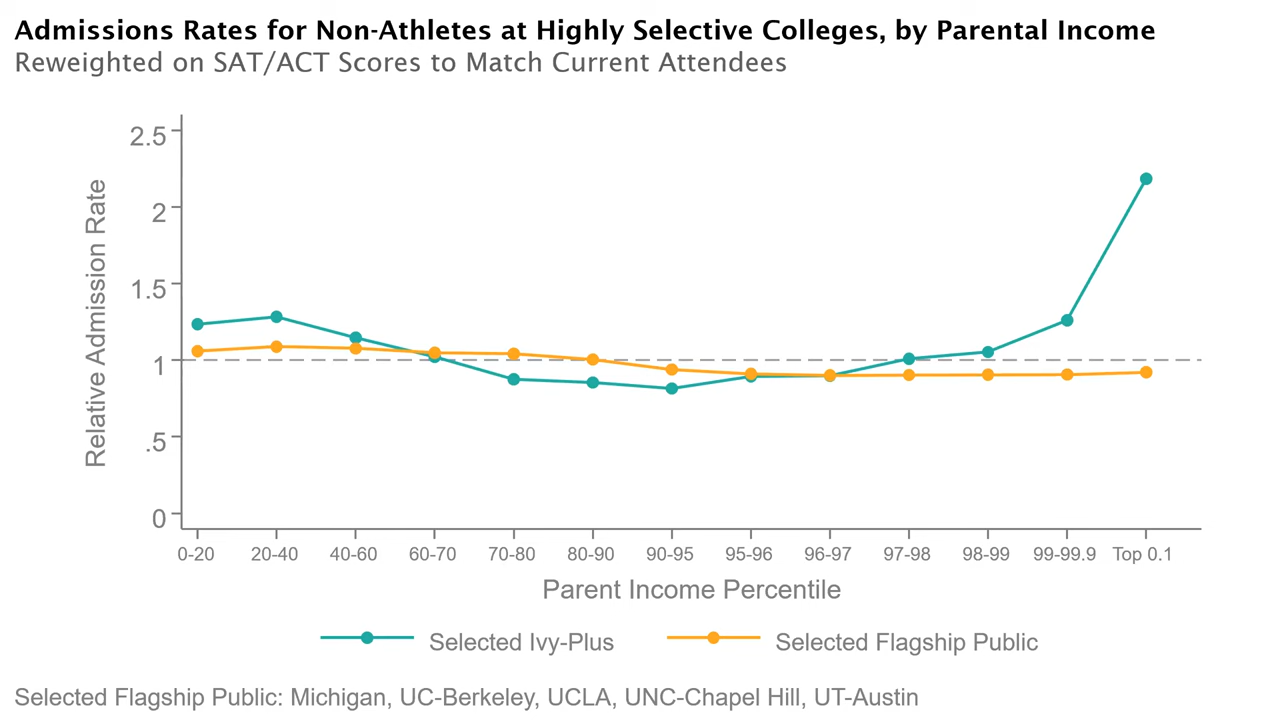 Admissions Rates for Non-Athletes at Highly Selective Colleges, by Parental Income
Reweighted on SAT/ACT Scores to Match Current Attendees
Relative Admission Rate
2.5
2
1.5
1
.5
0
0-20 20-40 40-60 60-70 70-80 80-90 90-95 95-96 96-97 97-98 98-99 99-99.9 Top 0.1
Parent Income Percentile
Selected Ivy-Plus Selected Flagship Public
Selected Flagship Public: Michigan, UC-Berkeley, UCLA, UNC-Chapel Hill, UT-Austin